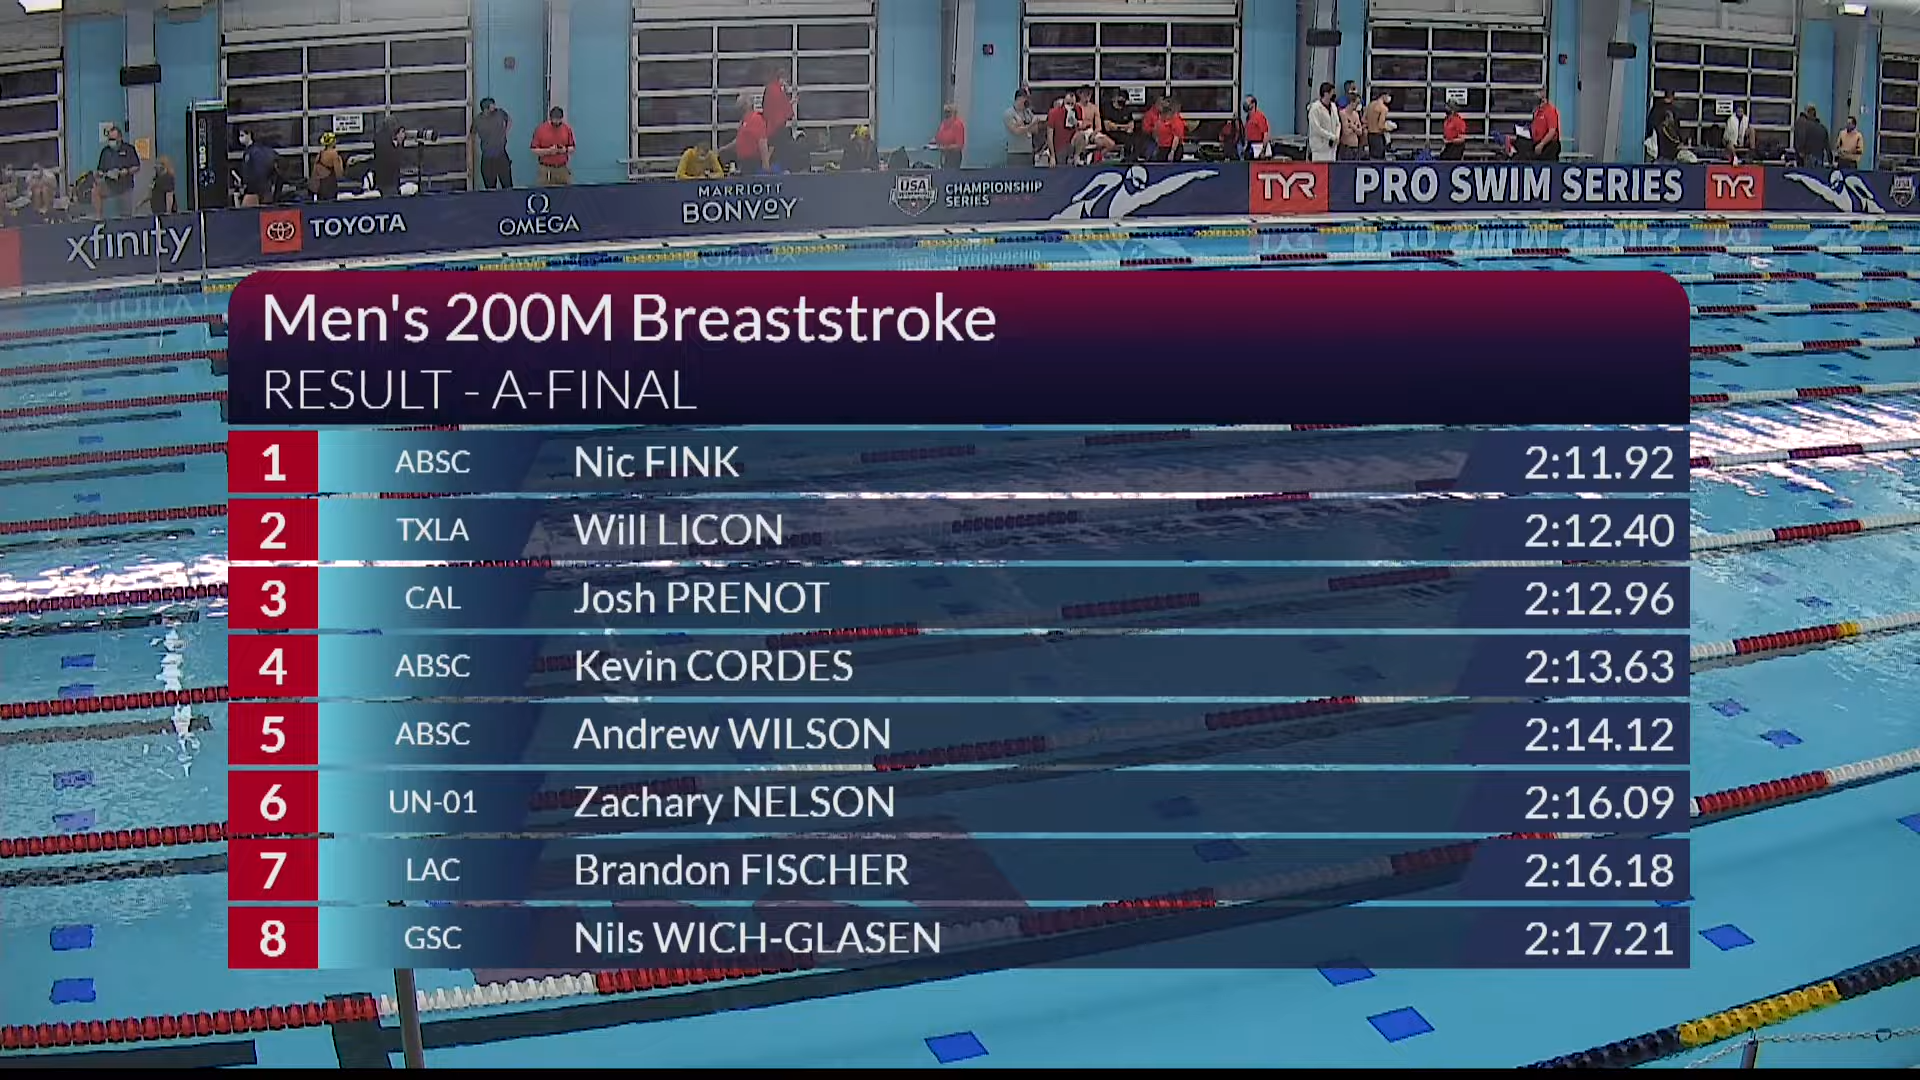 xfinity
TOYOTA
OMEGA
MARRIOTT
BONVOY
USA
CHAMPIONSHIP
SERIES
TYR
PRO SWIM SERIES
TYR
Men's 200M Breaststroke
RESULT - A-FINAL
1 ABSC Nic FINK 2:11.92
2 TXLA Will LICON 2:12.40
3 CAL Josh PRENOT 2:12.96
4 ABSC Kevin CORDES 2:13.63
5 ABSC Andrew WILSON 2:14.12
6 UN-01 Zachary NELSON 2:16.09
7 LAC Brandon FISCHER 2:16.18
8 GSC Nils WICH-GLASEN 2:17.21